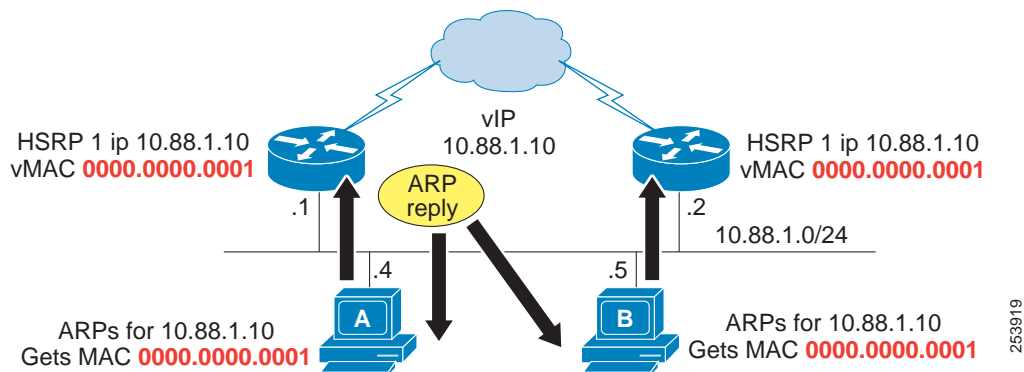 vIP
10.88.1.10
HSRP 1 ip 10.88.1.10
vMAC 0000.0000.0001
HSRP 1 ip 10.88.1.10
vMAC 0000.0000.0001
ARP
reply
.1
.2
10.88.1.0/24
.4
.5
A
B
ARPs for 10.88.1.10
Gets MAC 0000.0000.0001
ARPs for 10.88.1.10
Gets MAC 0000.0000.0001
253919